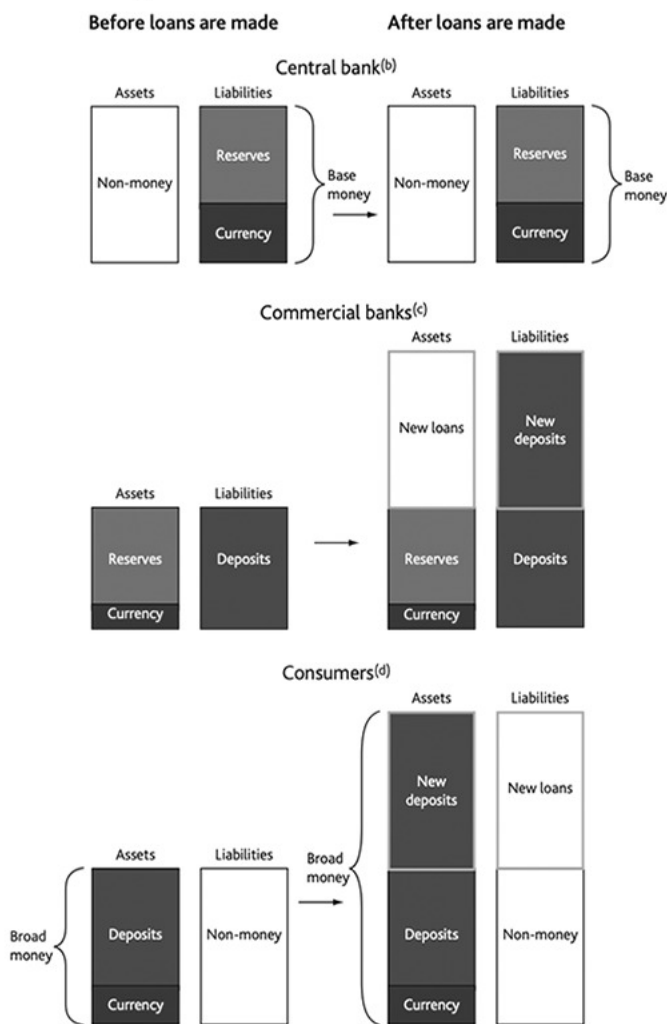 Before loans are made
After loans are made
Central bank(b)
Assets
Liabilities
Assets
Liabilities
Non-money
Reserves
Currency
Base
money
Non-money
Reserves
Currency
Base
money
Commercial banks(c)
Assets
Liabilities
New loans
New
deposits
Assets
Liabilities
Reserves
Currency
Deposits
Reserves
Currency
Deposits
Consumers(d)
Assets
Liabilities
New
deposits
New loans
Assets
Liabilities
Broad
money
Broad
money
Deposits
Currency
Non-money
Deposits
Currency
Non-money